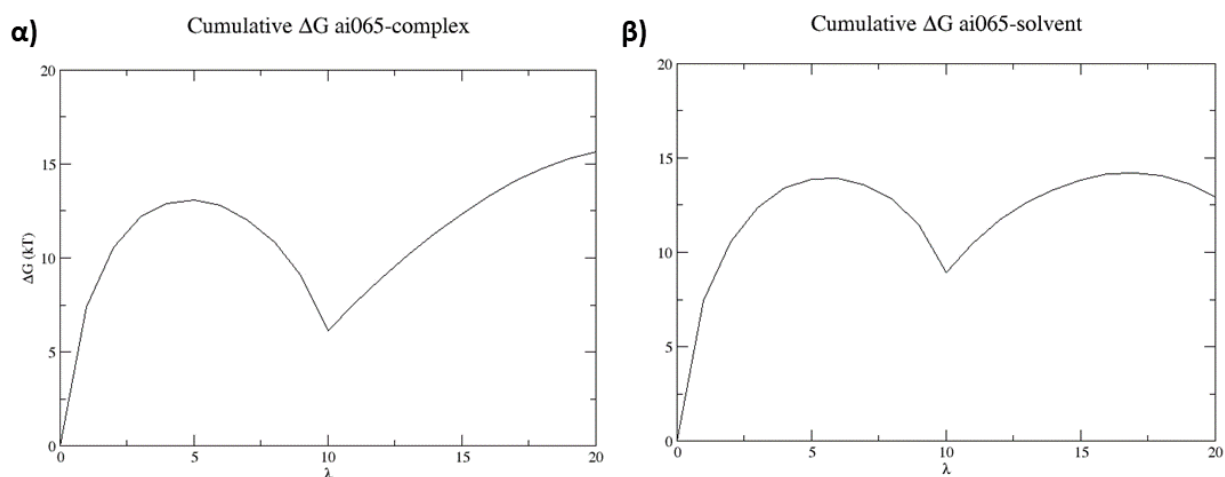 α)
Cumulative ΔG ai065-complex
20
15
10
5
0
ΔG (kT)
0 5 10 15 20
λ
β)
Cumulative ΔG ai065-solvent
20
15
10
5
0
0 5 10 15 20
λ